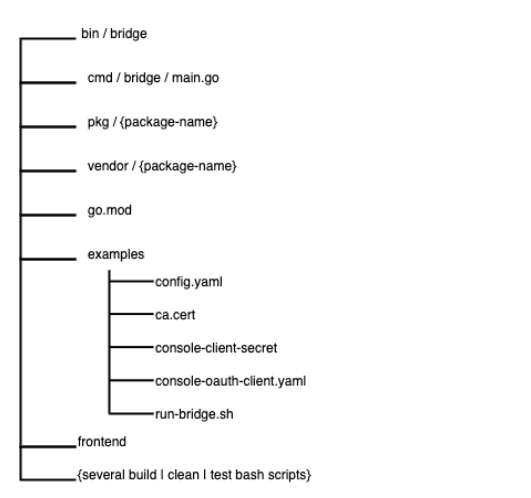 bin / bridge
cmd / bridge / main.go
pkg / {package-name}
vendor / {package-name}
go.mod
examples
config.yaml
ca.cert
console-client-secret
console-oauth-client.yaml
run-bridge.sh
frontend
{several build | clean | test bash scripts}